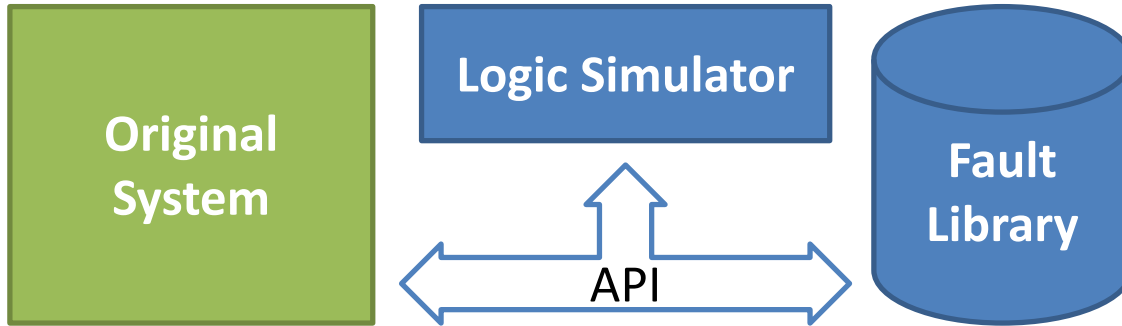 Original
System
Logic Simulator
API
Fault
Library